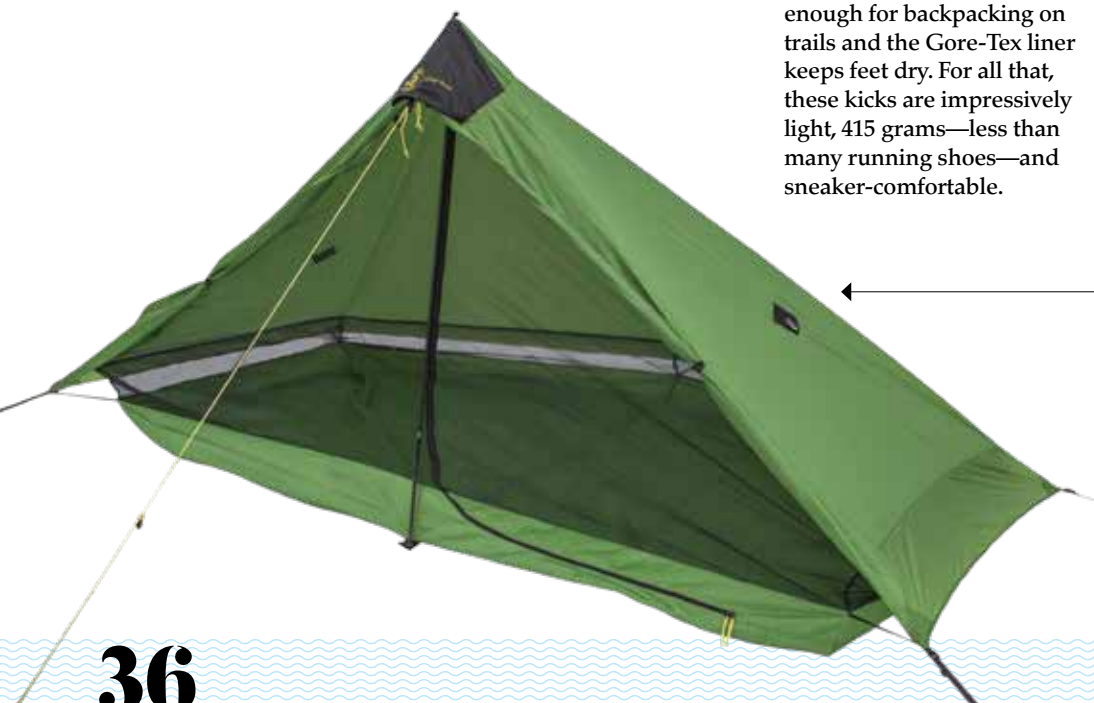 enough for backpacking on
trails and the Gore-Tex liner
keeps feet dry. For all that,
these kicks are impressively
light, 415 grams—less than
many running shoes—and
sneaker-comfortable.
36